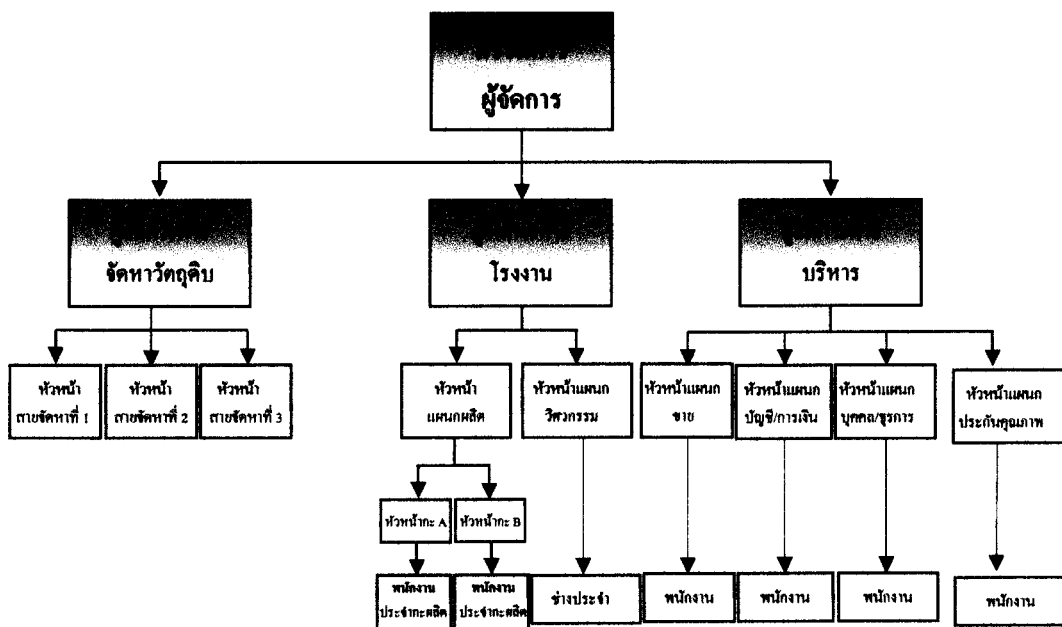 ผู้จัดการ
จัดหาวัตถุดิบ
โรงงาน
บริหาร
หัวหน้า
สายจัดหาที่ 1
หัวหน้า
สายจัดหาที่ 2
หัวหน้า
สายจัดหาที่ 3
หัวหน้า
แผนกผลิต
หัวหน้าแผนก
วิศวกรรม
หัวหน้าแผนก
ขาย
หัวหน้าแผนก
บัญชี/การเงิน
หัวหน้าแผนก
บุคคล/ธุรการ
หัวหน้าแผนก
ประกันคุณภาพ
หัวหน้ากะ A
หัวหน้ากะ B
พนักงาน
ประจำกะผลิต
พนักงาน
ประจำกะผลิต
ช่างประจำ
พนักงาน
พนักงาน
พนักงาน
พนักงาน